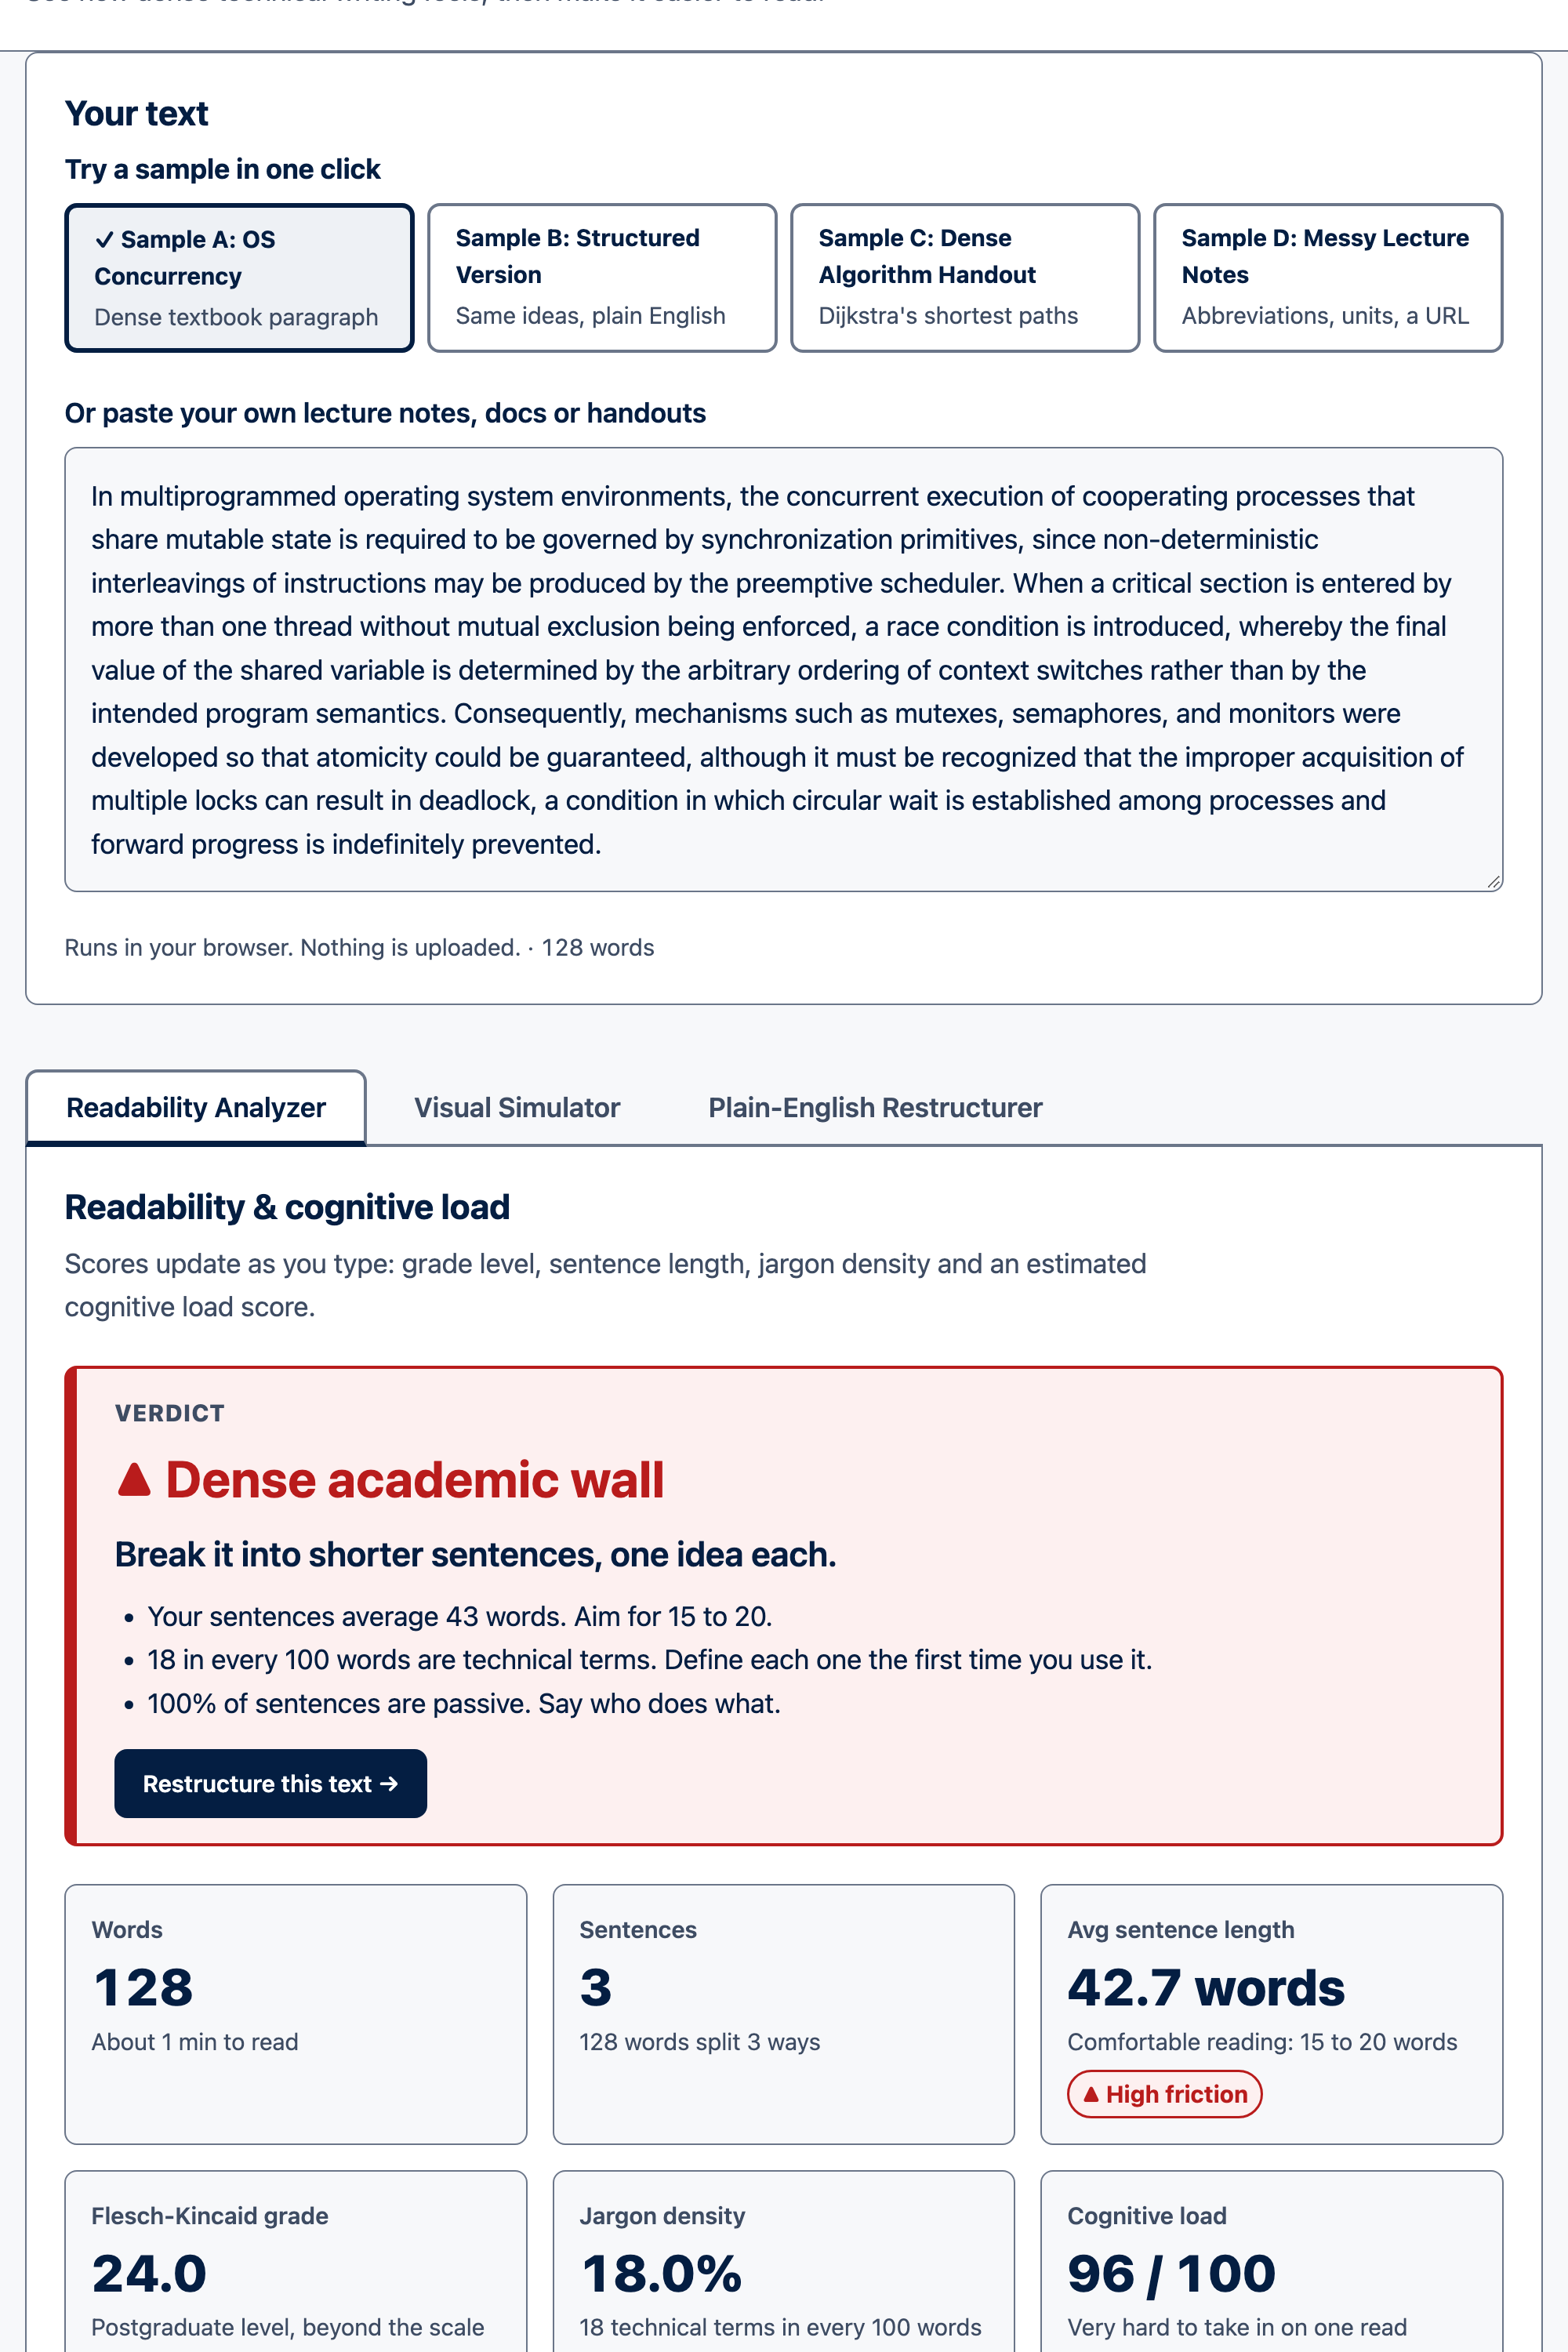 Your text
Try a sample in one click
✓ Sample A: OS
Concurrency
Dense textbook paragraph
Sample B: Structured
Version
Same ideas, plain English
Sample C: Dense
Algorithm Handout
Dijkstra's shortest paths
Sample D: Messy Lecture
Notes
Abbreviations, units, a URL
Or paste your own lecture notes, docs or handouts
In multiprogrammed operating system environments, the concurrent execution of cooperating processes that
share mutable state is required to be governed by synchronization primitives, since non-deterministic
interleavings of instructions may be produced by the preemptive scheduler. When a critical section is entered by
more than one thread without mutual exclusion being enforced, a race condition is introduced, whereby the final
value of the shared variable is determined by the arbitrary ordering of context switches rather than by the
intended program semantics. Consequently, mechanisms such as mutexes, semaphores, and monitors were
developed so that atomicity could be guaranteed, although it must be recognized that the improper acquisition of
multiple locks can result in deadlock, a condition in which circular wait is established among processes and
forward progress is indefinitely prevented.
Runs in your browser. Nothing is uploaded. · 128 words
Readability Analyzer
Visual Simulator
Plain-English Restructurer
Readability & cognitive load
Scores update as you type: grade level, sentence length, jargon density and an estimated
cognitive load score.
VERDICT
▲ Dense academic wall
Break it into shorter sentences, one idea each.
• Your sentences average 43 words. Aim for 15 to 20.
• 18 in every 100 words are technical terms. Define each one the first time you use it.
• 100% of sentences are passive. Say who does what.
Restructure this text →
Words
128
About 1 min to read
Sentences
3
128 words split 3 ways
Avg sentence length
42.7 words
Comfortable reading: 15 to 20 words
▲ High friction
Flesch-Kincaid grade
24.0
Postgraduate level, beyond the scale
Jargon density
18.0%
18 technical terms in every 100 words
Cognitive load
96 / 100
Very hard to take in on one read